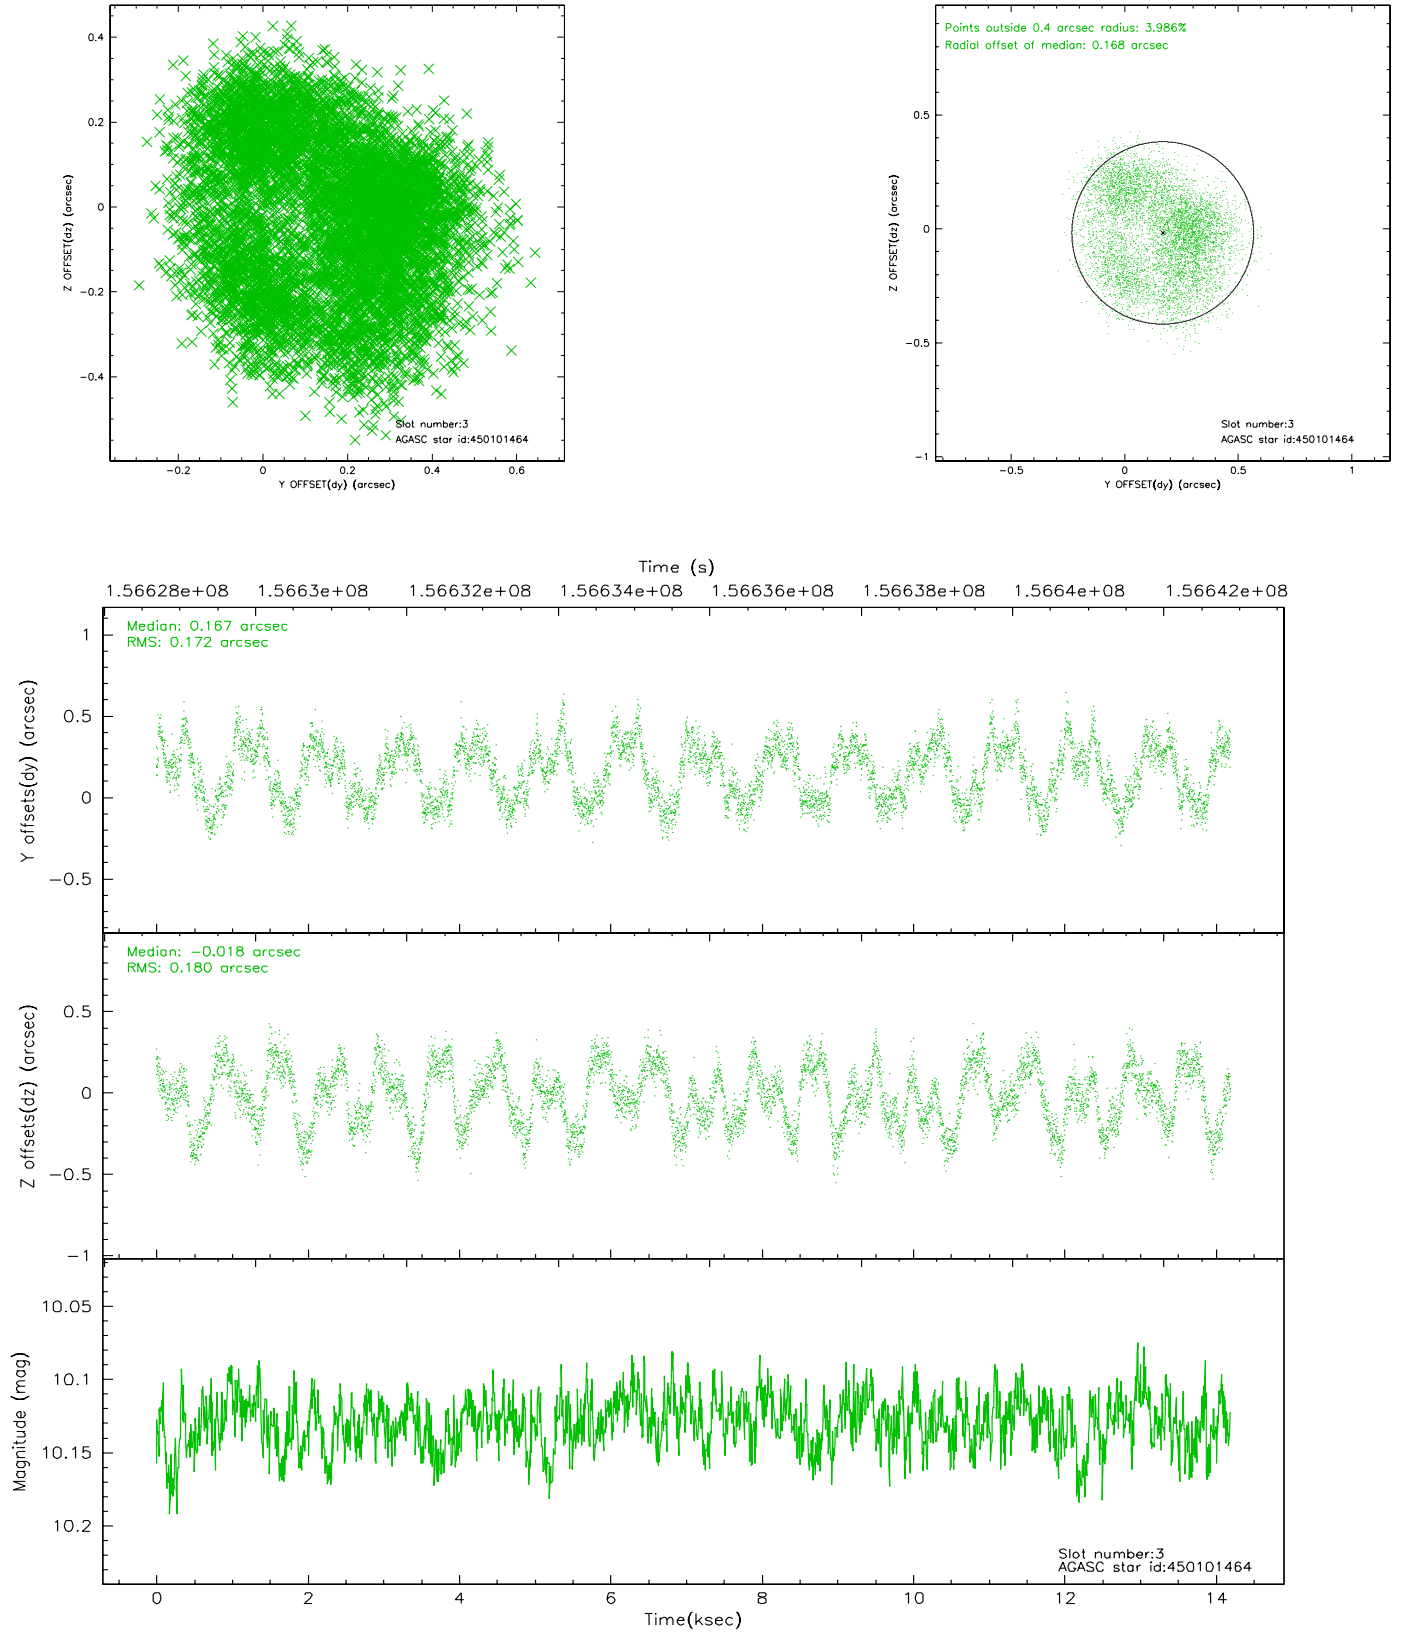 0.4
0.2
0
−0.2
−0.4
Z OFFSET(dz) (arcsec)
−0.2 0 0.2 0.4 0.6
Y OFFSET(dy) (arcsec)
Slot number:3
AGASC star id:450101464
Points outside 0.4 arcsec radius: 3.986%
Radial offset of median: 0.168 arcsec
0.5
0
−0.5
−1
Z OFFSET(dz) (arcsec)
−0.5 0 0.5 1
Y OFFSET(dy) (arcsec)
Slot number:3
AGASC star id:450101464
Time (s)
1.56628e+08 1.5663e+08 1.56632e+08 1.56634e+08 1.56636e+08 1.56638e+08 1.5664e+08 1.56642e+08
Median: 0.167 arcsec
RMS: 0.172 arcsec
1
0.5
0
−0.5
Y offsets(dy) (arcsec)
Median: −0.018 arcsec
RMS: 0.180 arcsec
0.5
0
−0.5
−1
Z offsets(dz) (arcsec)
10.05
10.1
10.15
10.2
Magnitude (mag)
Slot number:3
AGASC star id:450101464
0 2 4 6 8 10 12 14
Time(ksec)